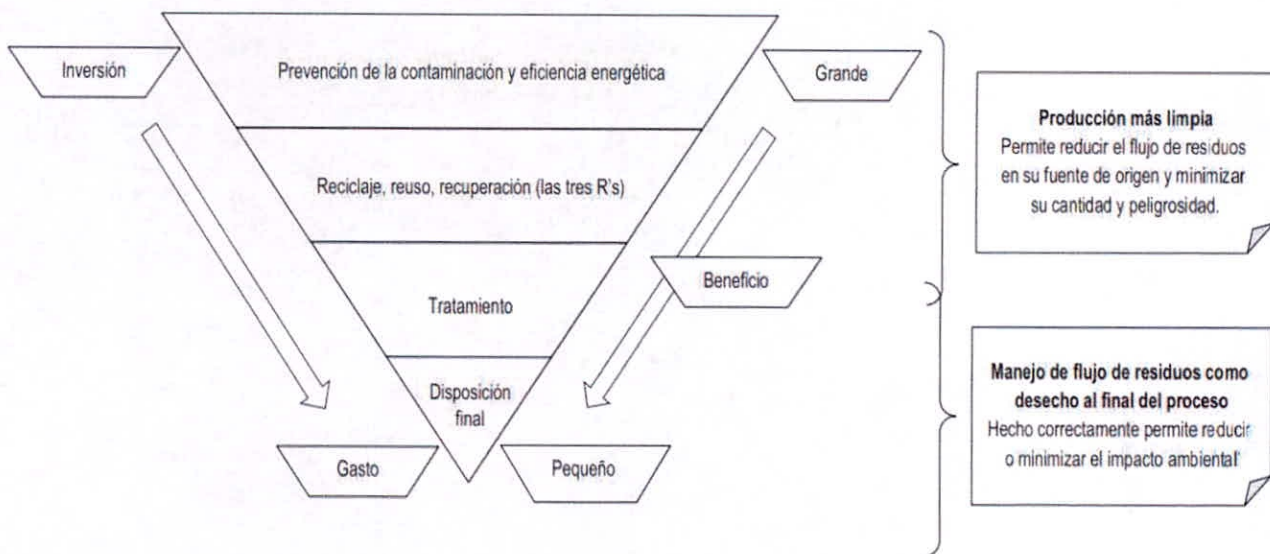 Inversión
Prevención de la contaminación y eficiencia energética
Grande
Reciclaje, reuso, recuperación (las tres R's)
Beneficio
Tratamiento
Disposición
final
Gasto
Pequeño
Producción más limpia
Permite reducir el flujo de residuos
en su fuente de origen y minimizar
su cantidad y peligrosidad.
Manejo de flujo de residuos como
desecho al final del proceso
Hecho correctamente permite reducir
o minimizar el impacto ambiental